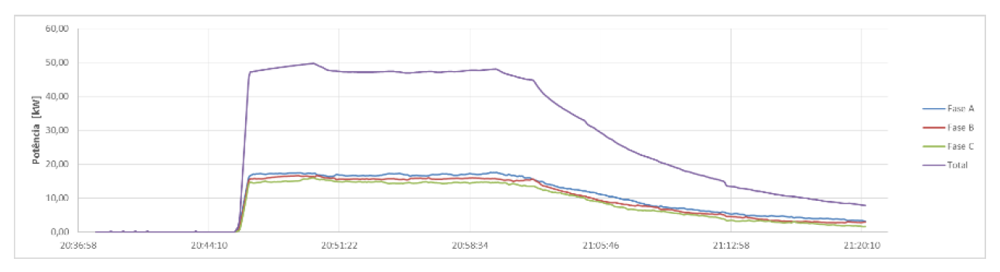 60,00
50,00
40,00
30,00
20,00
10,00
0,00
Potência [kW]
20:36:58 20:44:10 20:51:22 20:58:34 21:05:46 21:12:58 21:20:10
Fase A
Fase B
Fase C
Total